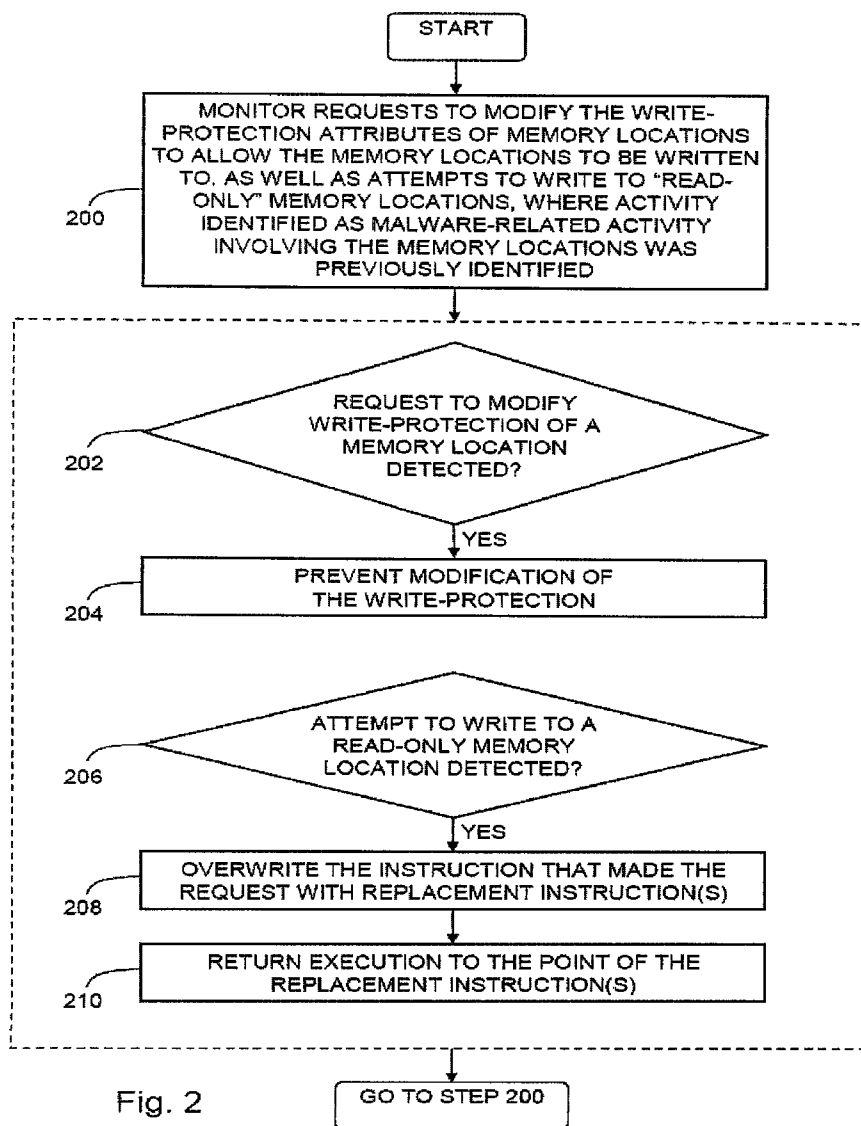 START
MONITOR REQUESTS TO MODIFY THE WRITE-
PROTECTION ATTRIBUTES OF MEMORY LOCATIONS
TO ALLOW THE MEMORY LOCATIONS TO BE WRITTEN
TO, AS WELL AS ATTEMPTS TO WRITE TO "READ-
ONLY" MEMORY LOCATIONS, WHERE ACTIVITY
IDENTIFIED AS MALWARE-RELATED ACTIVITY
INVOLVING THE MEMORY LOCATIONS WAS
PREVIOUSLY IDENTIFIED
200
REQUEST TO MODIFY
WRITE-PROTECTION OF A
MEMORY LOCATION
DETECTED?
202
YES
PREVENT MODIFICATION OF
THE WRITE-PROTECTION
204
ATTEMPT TO WRITE TO A
READ-ONLY MEMORY
LOCATION DETECTED?
206
YES
OVERWRITE THE INSTRUCTION THAT MADE THE
REQUEST WITH REPLACEMENT INSTRUCTION(S)
208
RETURN EXECUTION TO THE POINT OF THE
REPLACEMENT INSTRUCTION(S)
210
GO TO STEP 200
Fig. 2